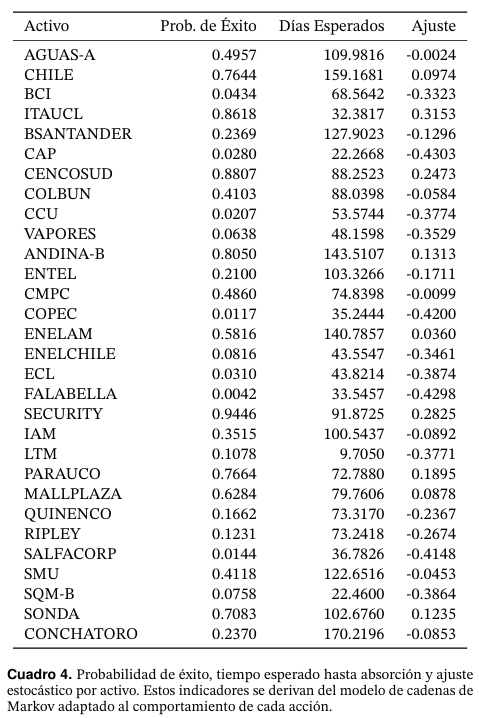 Activo Prob. de Éxito Días Esperados Ajuste
AGUAS-A 0.4957 109.9816 -0.0024
CHILE 0.7644 159.1681 0.0974
BCI 0.0434 68.5642 -0.3323
ITAUCL 0.8618 32.3817 0.3153
BSANTANDER 0.2369 127.9023 -0.1296
CAP 0.0280 22.2668 -0.4303
CENCOSUD 0.8807 88.2523 0.2473
COLBUN 0.4103 88.0398 -0.0584
CCU 0.0207 53.5744 -0.3774
VAPORES 0.0638 48.1598 -0.3529
ANDINA-B 0.8050 143.5107 0.1313
ENTEL 0.2100 103.3266 -0.1711
CMPC 0.4860 74.8398 -0.0099
COPEC 0.0117 35.2444 -0.4200
ENELAM 0.5816 140.7857 0.0360
ENELCHILE 0.0816 43.5547 -0.3461
ECL 0.0310 43.8214 -0.3874
FALABELLA 0.0042 33.5457 -0.4298
SECURITY 0.9446 91.8725 0.2825
IAM 0.3515 100.5437 -0.0892
LTM 0.1078 9.7050 -0.3771
PARAUCO 0.7664 72.7880 0.1895
MALLPLAZA 0.6284 79.7606 0.0878
QUINENCO 0.1662 73.3170 -0.2367
RIPLEY 0.1231 73.2418 -0.2674
SALFACORP 0.0144 36.7826 -0.4148
SMU 0.4118 122.6516 -0.0453
SQM-B 0.0758 22.4600 -0.3864
SONDA 0.7083 102.6760 0.1235
CONCHATORO 0.2370 170.2196 -0.0853
Cuadro 4. Probabilidad de éxito, tiempo esperado hasta absorción y ajuste
estocástico por activo. Estos indicadores se derivan del modelo de cadenas de
Markov adaptado al comportamiento de cada acción.